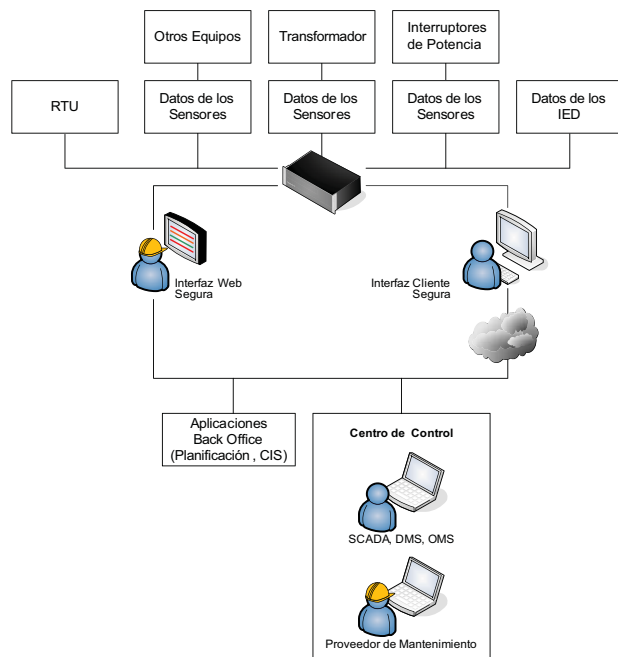 Otros Equipos
Transformador
Interruptores
de Potencia
RTU
Datos de los
Sensores
Datos de los
Sensores
Datos de los
Sensores
Datos de los
IED
Interfaz Web
Segura
Interfaz Cliente
Segura
Aplicaciones
Back Office
(Planificación , CIS)
Centro de Control
SCADA, DMS, OMS
Proveedor de Mantenimiento